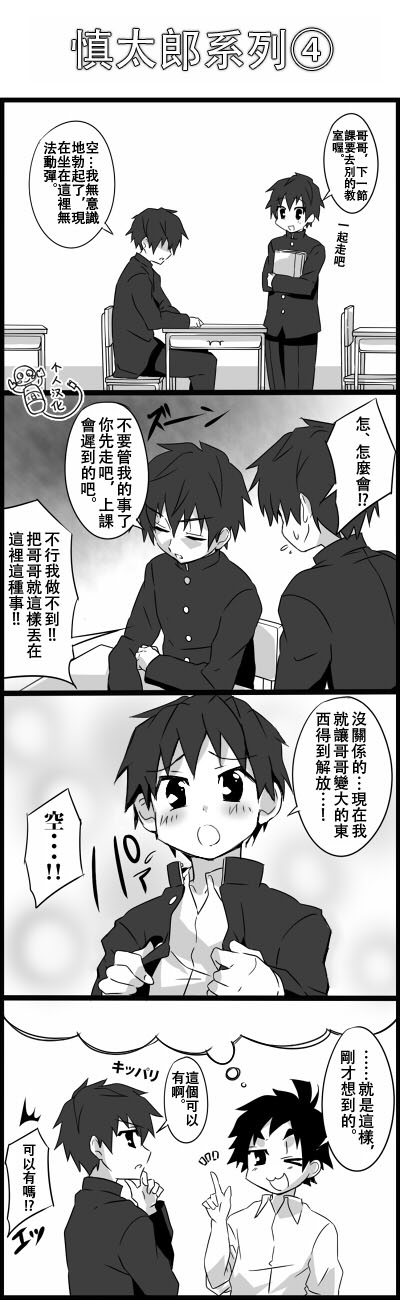 慎太郎系列④
哥哥，下一節
課要去別的教
室喔。
一起走吧
空…我無意識
地勃起了，現
在坐在這裡無
法動彈。
个人汉化
怎、怎麼會!?
ズーン
不要管我的事了
你先走吧，上課
會遲到的吧。
不行我做不到!!
把哥哥就這樣丟在
這裡這種事!!
沒關係的…現在我
就讓哥哥變大的東
西得到解放…!
空…!!
……就是這樣，
剛才想到的。
這個可以
有啊。
キッパリ
可以有嗎!?
エッ